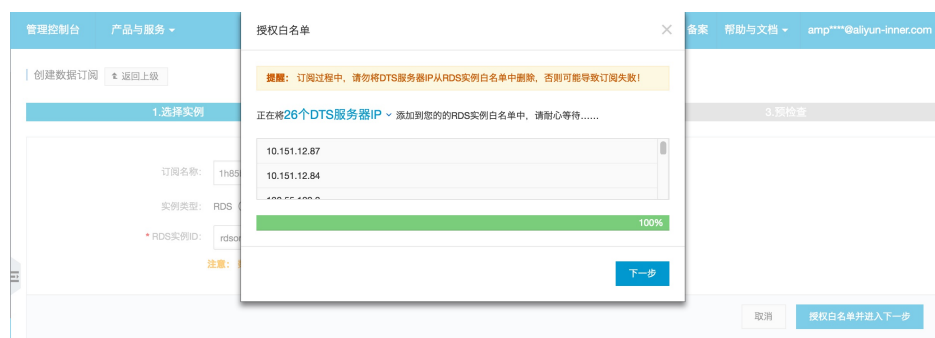 管理控制台 产品与服务 备案 帮助与文档 amp****@aliyun-inner.com
授权白名单
创建数据订阅 返回上级
提醒： 订阅过程中，请勿将DTS服务器IP从RDS实例白名单中删除，否则可能导致订阅失败！
1.选择实例 3.预检查
正在将26个DTS服务器IP 添加到您的的RDS实例白名单中，请耐心等待……
10.151.12.87
订阅名称: 1h85
10.151.12.84
实例类型: RDS
100%
* RDS实例ID: rdso
注意：
下一步
取消 授权白名单并进入下一步